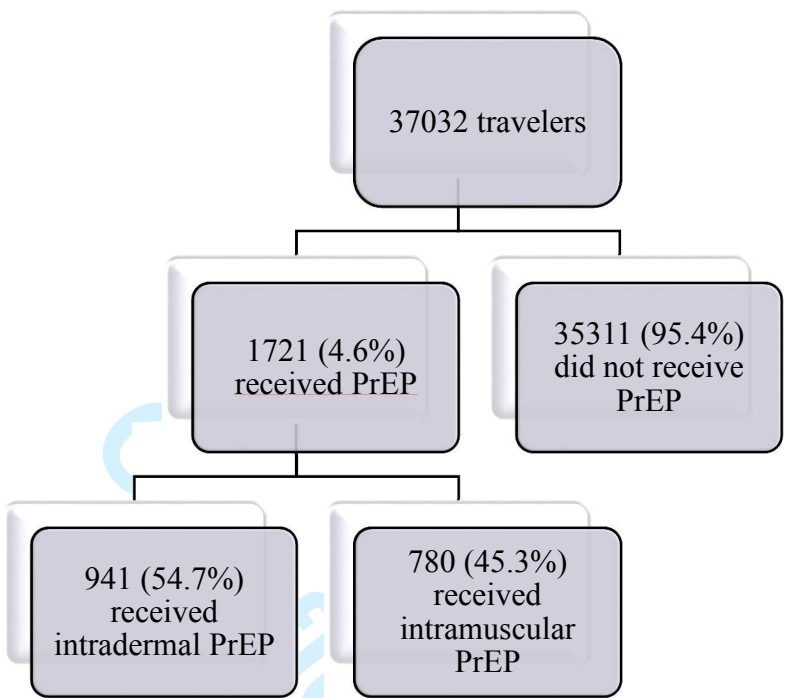 37032 travelers
1721 (4.6%)
received PrEP
35311 (95.4%)
did not receive
PrEP
941 (54.7%)
received
intradermal PrEP
780 (45.3%)
received
intramuscular
PrEP